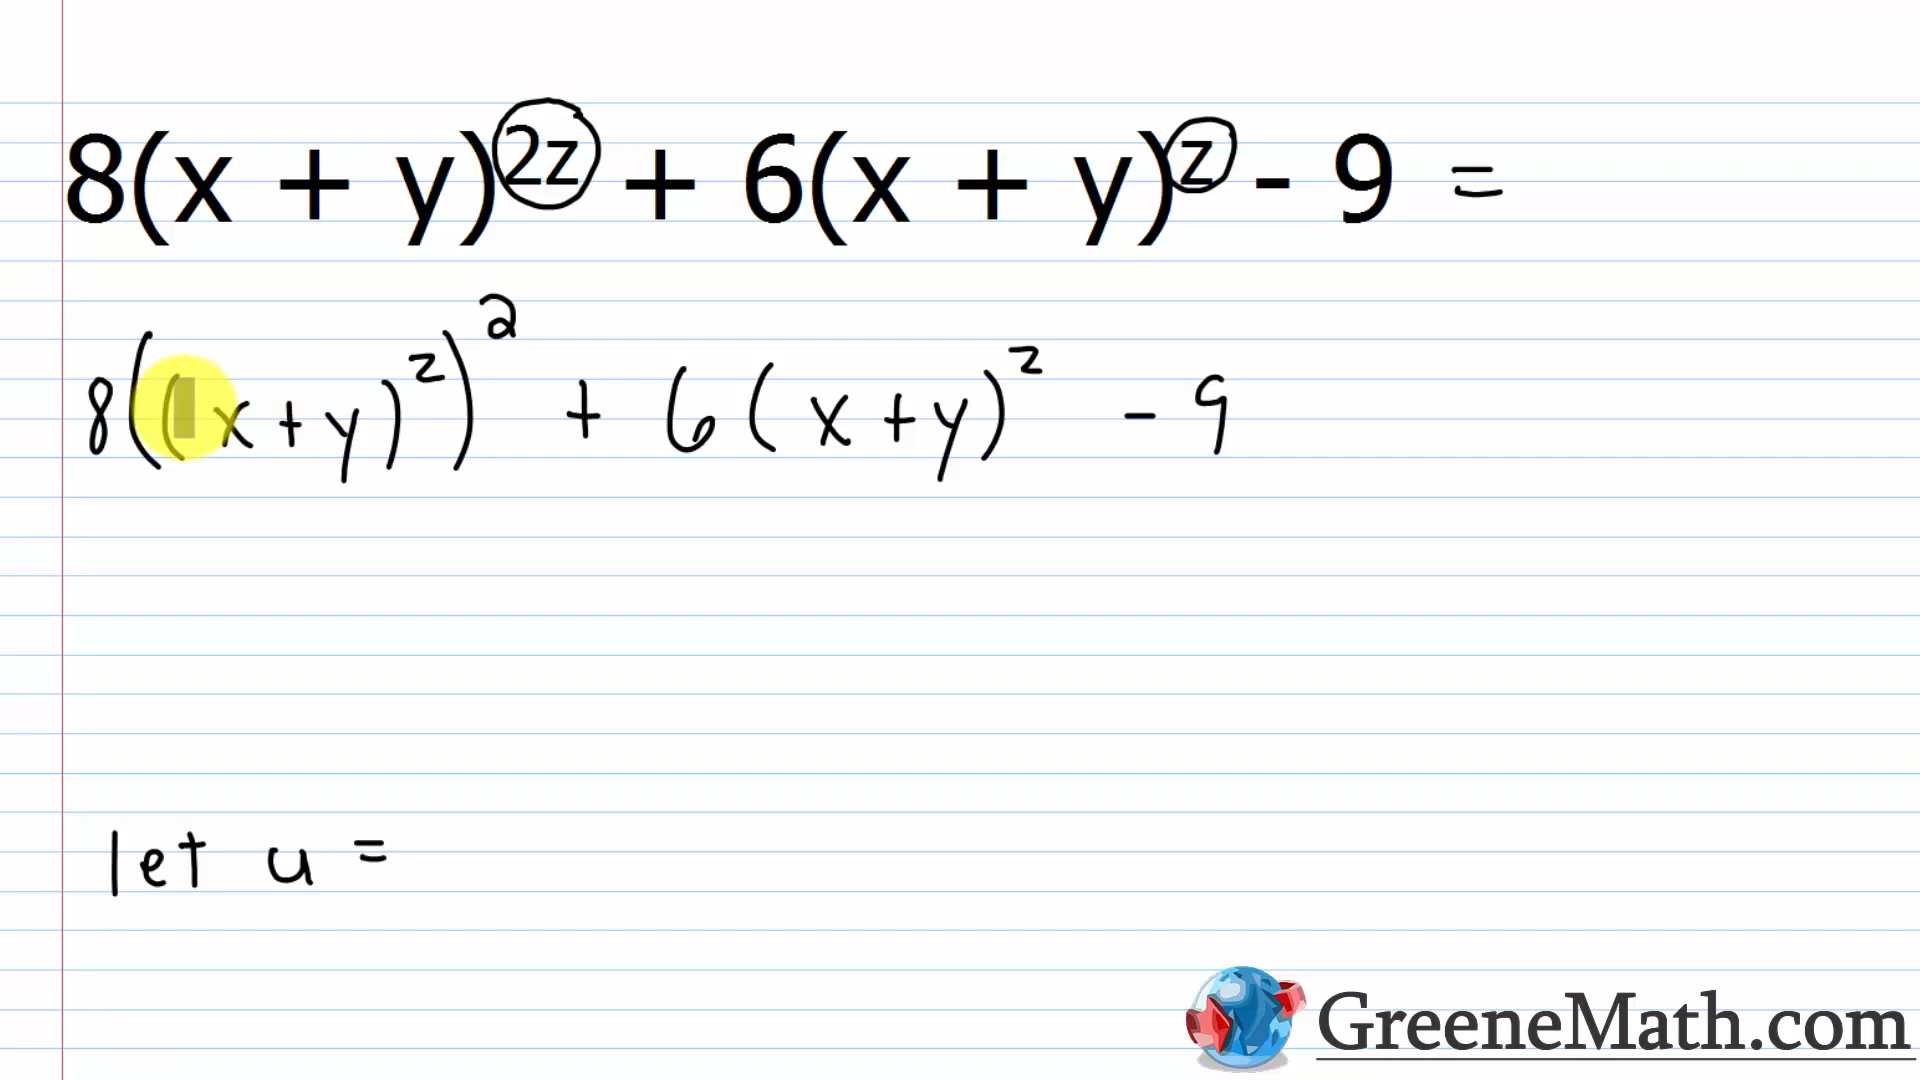 8(x + y)^2z + 6(x + y)^z - 9 =
8((x + y)^z)^2 + 6(x + y)^z - 9
let u =
GreeneMath.com